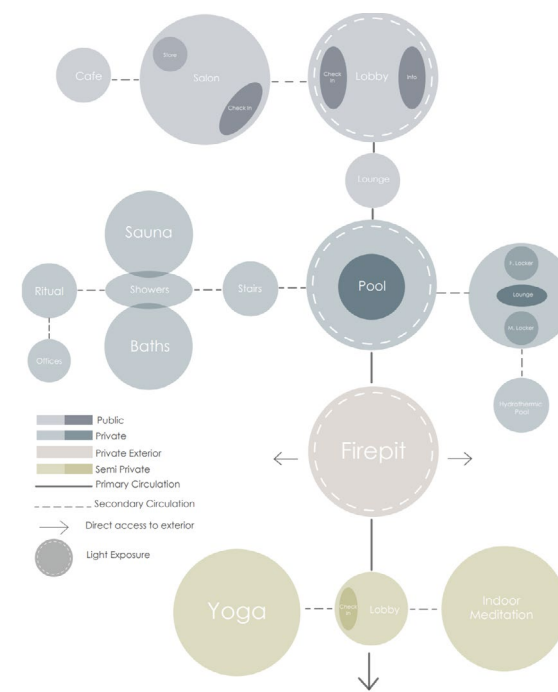 Store
Cafe
Salon
Check in
Check
in
Lobby
Info
Lounge
Sauna
Ritual
Showers
Stairs
Pool
F. Locker
Lounge
M. Locker
Baths
Offices
Hydrothermo
Pool
Public
Private
Private Exterior
Semi Private
Primary Circulation
Secondary Circulation
Direct access to exterior
Light Exposure
Firepit
Yoga
Check
in
Lobby
Indoor
Meditation